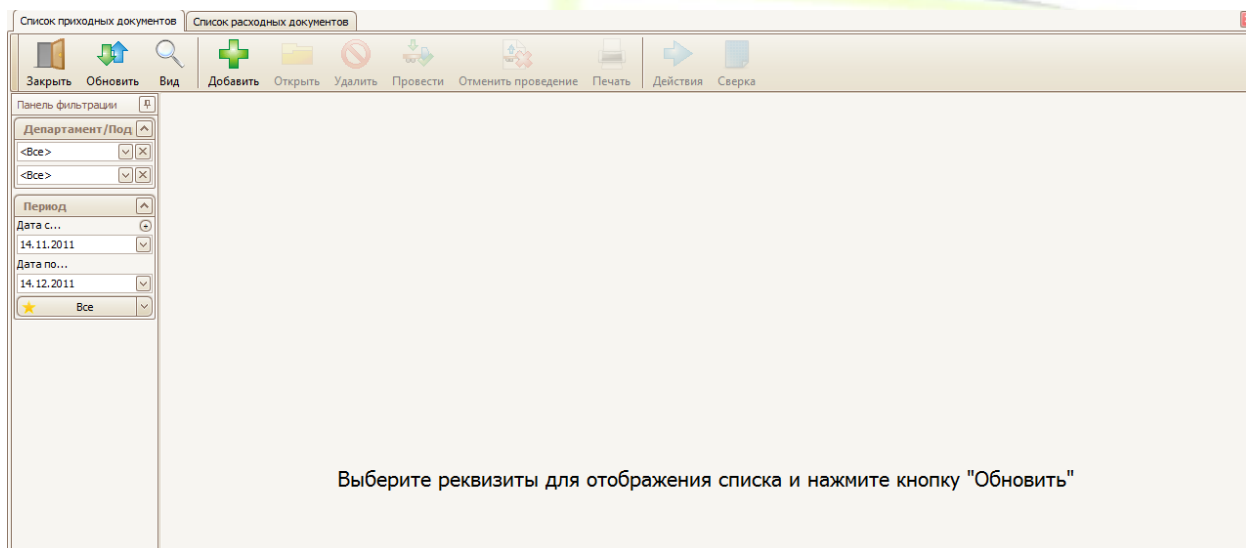 Список приходных документов Список расходных документов
Закрыть Обновить Вид Добавить Открыть Удалить Провести Отменить проведение Печать Действия Сверка
Панель фильтрации
Департамент/Под
<Все>
<Все>
Период
Дата с...
14.11.2011
Дата по...
14.12.2011
Все
Выберите реквизиты для отображения списка и нажмите кнопку "Обновить"